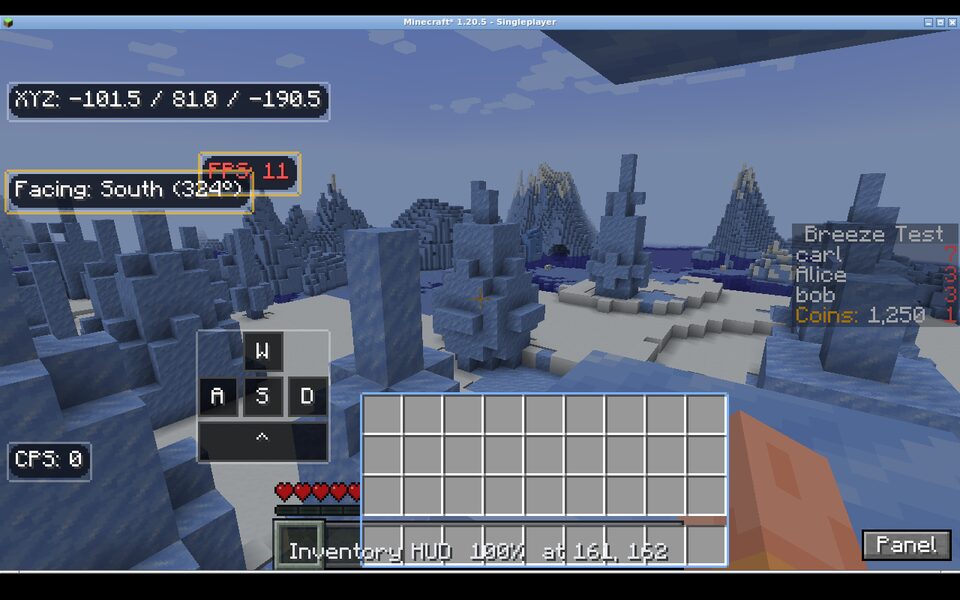 Minecraft* 1.20.5 - Singleplayer
XYZ: -101.5 / 81.0 / -190.5
FPS: 11
Facing: South (324°)
Breeze Test
carl 7
Alice 3
bob 3
Coins: 1,250 1
W
A S D
^
CPS: 0
Inventory HUD 100% at 161, 162
Panel